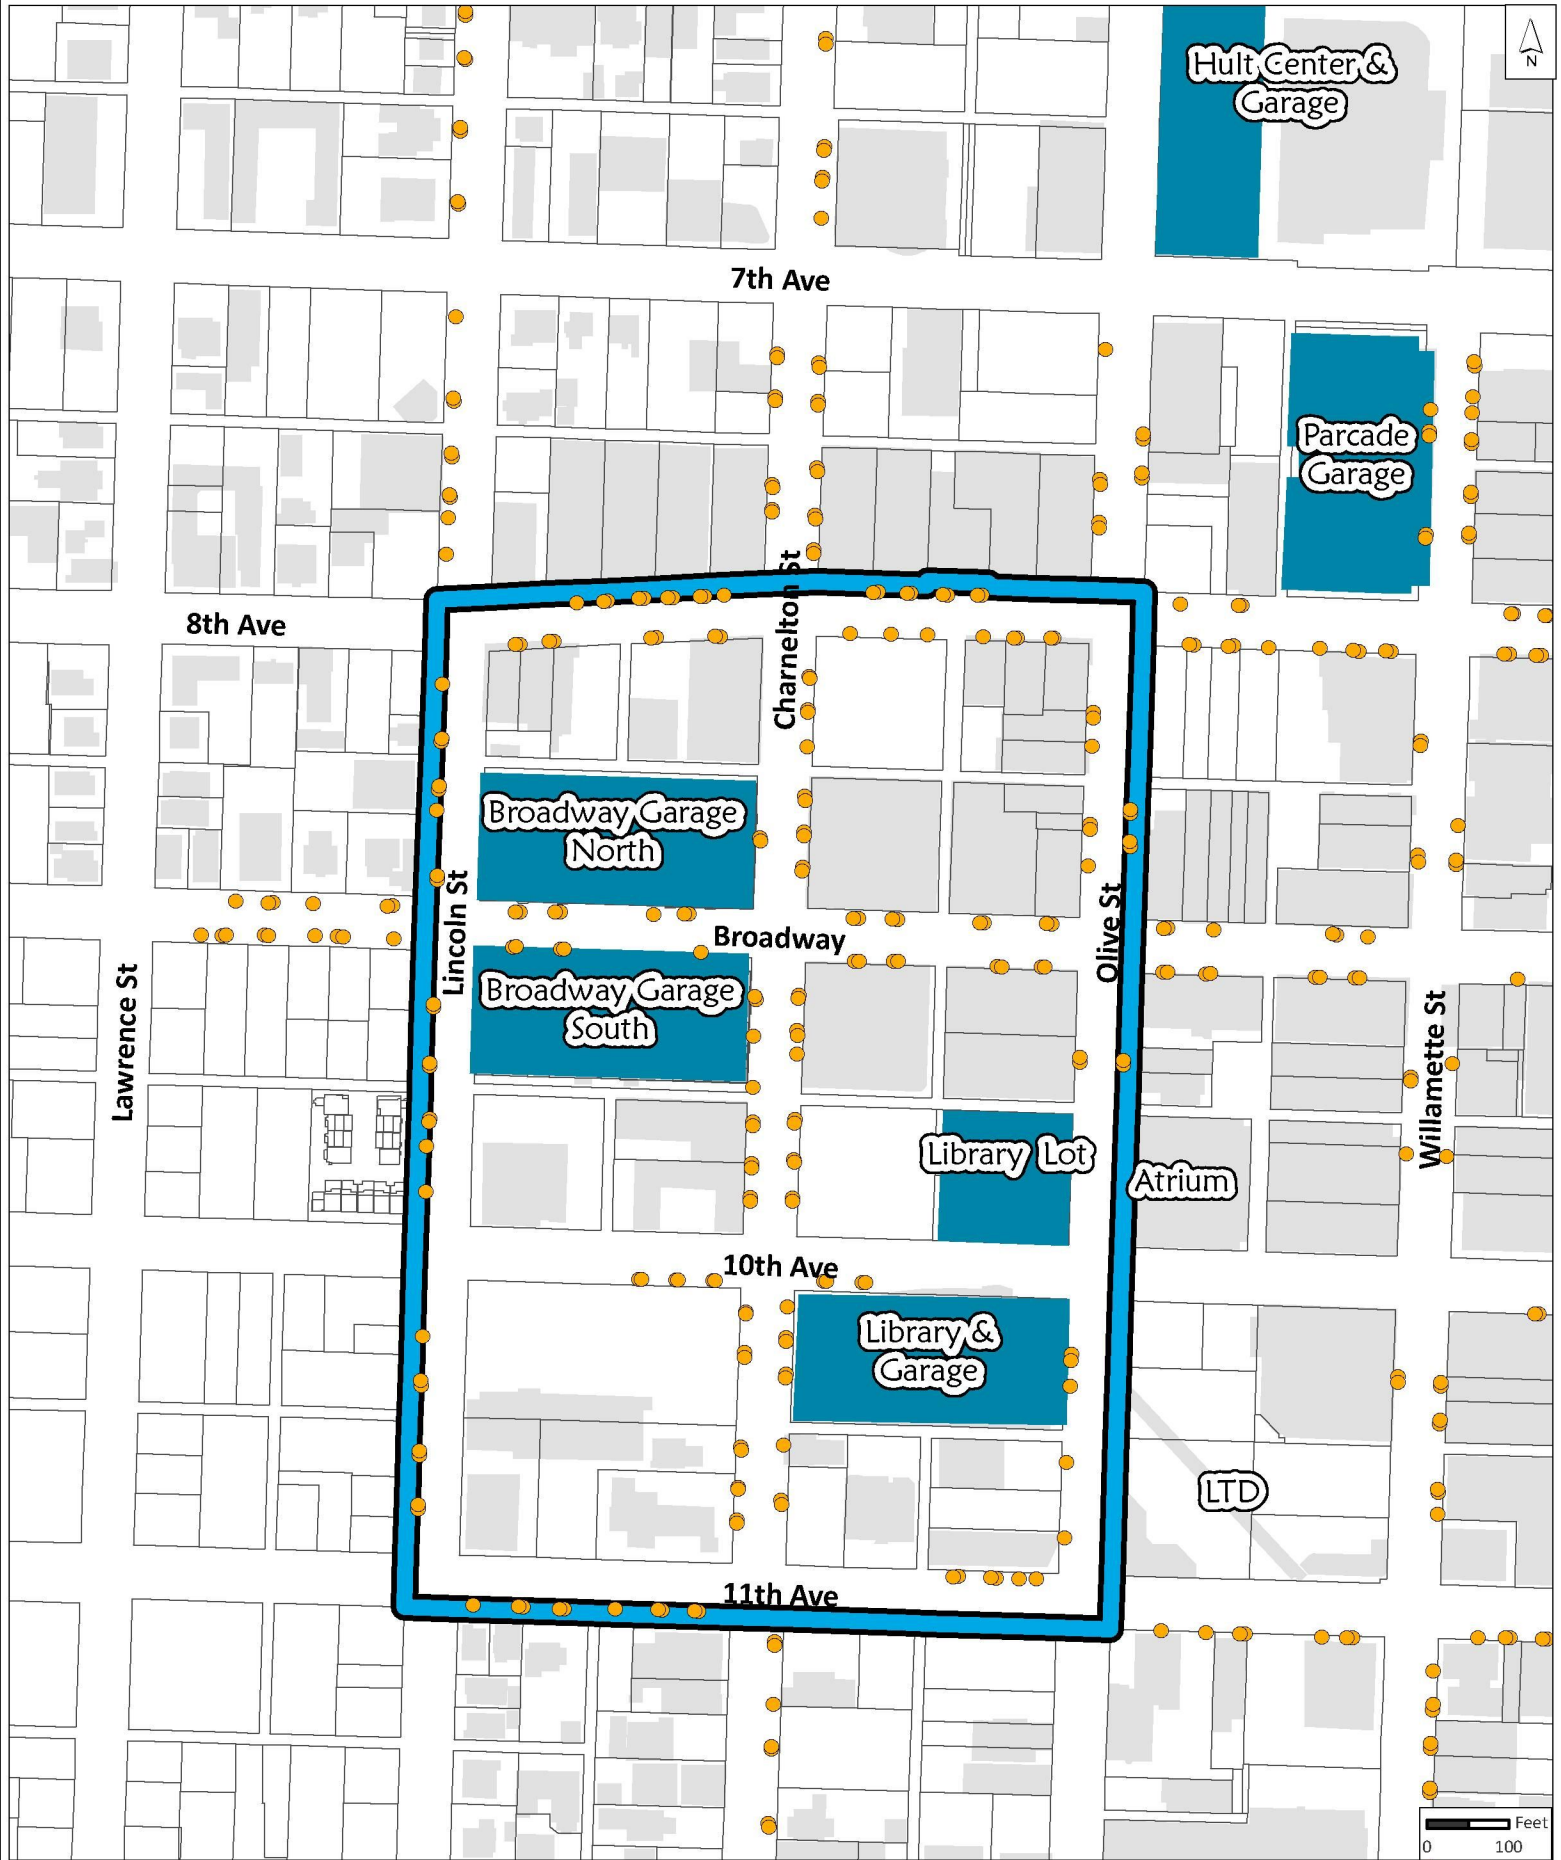 Hult Center &
Garage
N
7th Ave
Parcade
Garage
8th Ave
Charnelton St
Broadway Garage
North
Lincoln St
Olive St
Broadway
Broadway Garage
South
Lawrence St
Willamette St
Library Lot
Atrium
10th Ave
Library &
Garage
LTD
11th Ave
Feet
0 100